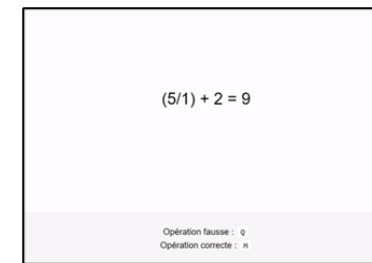 (5/1) + 2 = 9
Opération fausse : Q
Opération correcte : M